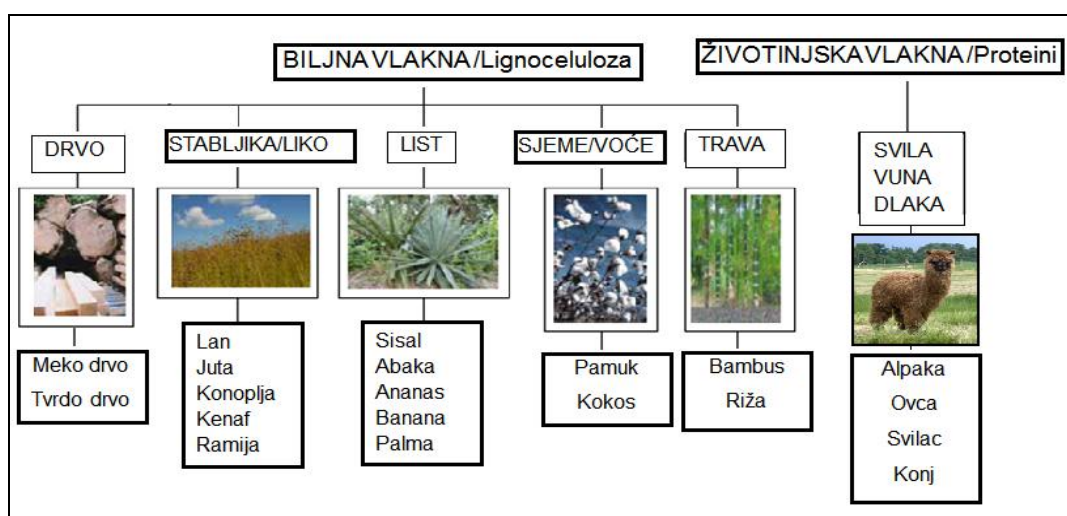 BILJNA VLAKNA/Lignoceluloza
ŽIVOTINJSKA VLAKNA/Proteini
DRVO
STABLJIKA/LIKO
LIST
SJEME/VOĆE
TRAVA
SVILA
VUNA
DLAKA
Meko drvo
Tvrdo drvo
Lan
Juta
Konoplja
Kenaf
Ramija
Sisal
Abaka
Ananas
Banana
Palma
Pamuk
Kokos
Bambus
Riža
Alpaka
Ovca
Svilac
Konj